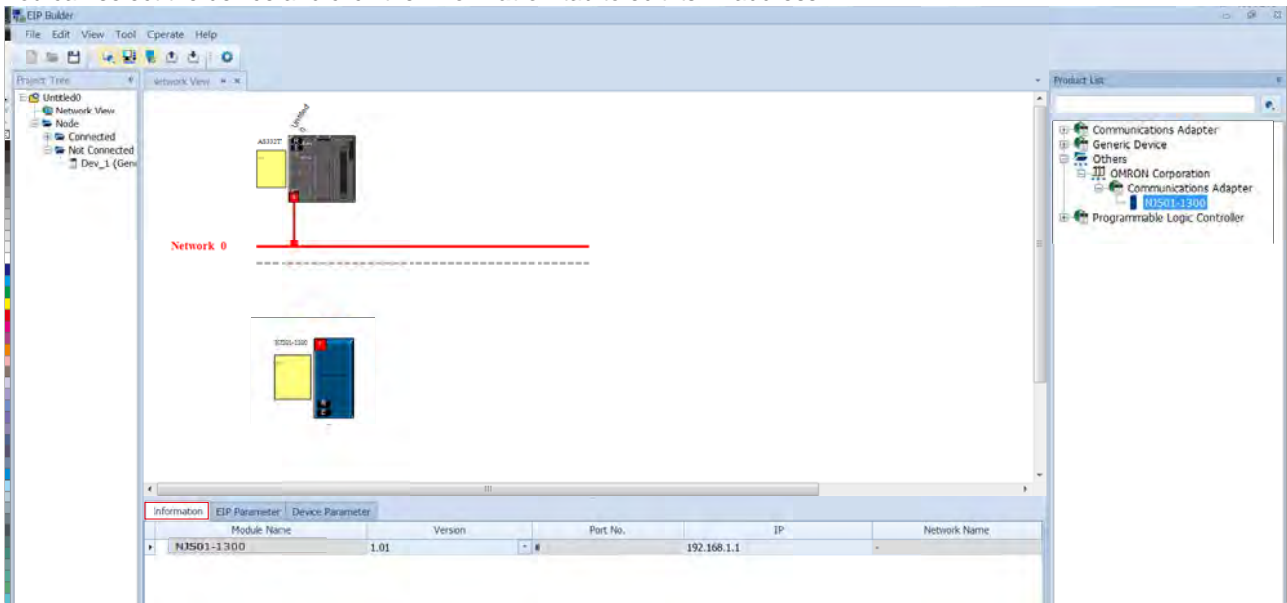 EIP Builder
File Edit View Tool Operate Help
Project Tree
Network View
Product List
Untitled0
Network View
Node
Connected
Not Connected
Dev_1 {Gen
Untitled
0
AS332T
Network 0
NJ501-1300
Communications Adapter
Generic Device
Others
OMRON Corporation
Communications Adapter
NJ501-1300
Programmable Logic Controller
Information EIP Parameter Device Parameter
Module Name Version Port No. IP Network Name
NJ501-1300 1.01 # 192.168.1.1 -